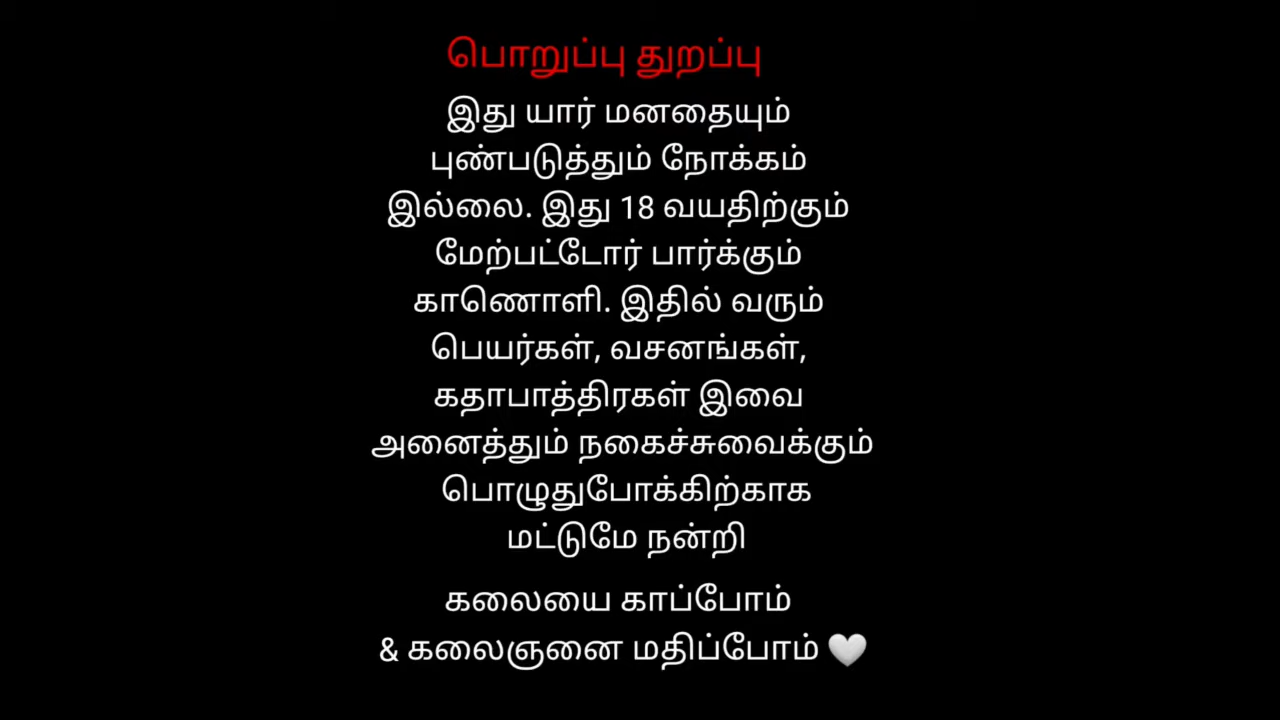 பொறுப்பு துறப்பு
இது யார் மனதையும்
புண்படுத்தும் நோக்கம்
இல்லை. இது 18 வயதிற்கும்
மேற்பட்டோர் பார்க்கும்
காணொளி. இதில் வரும்
பெயர்கள், வசனங்கள்,
கதாபாத்திரகள் இவை
அனைத்தும் நகைச்சுவைக்கும்
பொழுதுபோக்கிற்காக
மட்டுமே நன்றி
கலையை காப்போம்
& கலைஞனை மதிப்போம் 🤍